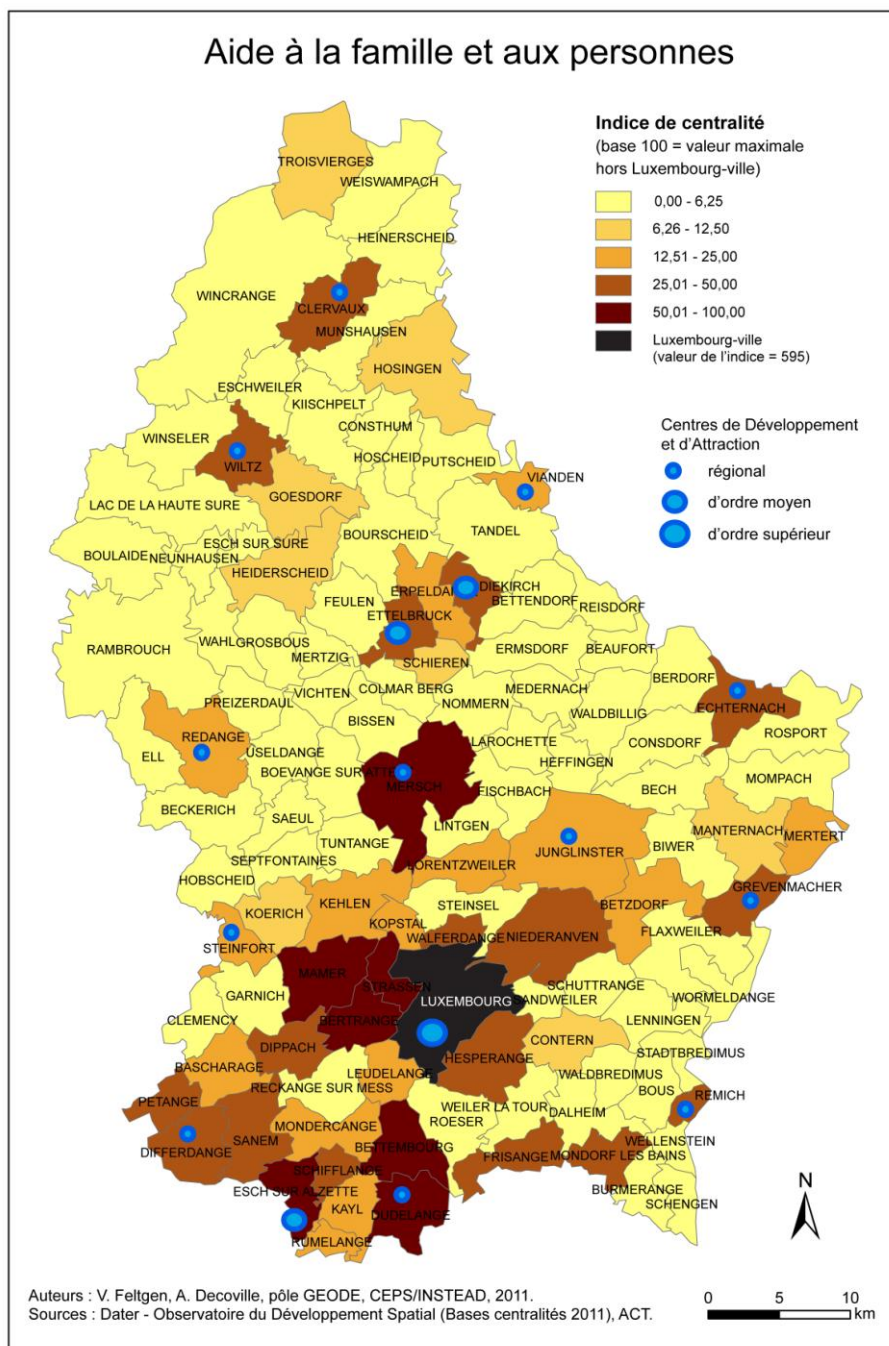 Aide à la famille et aux personnes
Indice de centralité
(base 100 = valeur maximale
hors Luxembourg-ville)
0,00 - 6,25
6,26 - 12,50
12,51 - 25,00
25,01 - 50,00
50,01 - 100,00
Luxembourg-ville
(valeur de l'indice = 595)
Centres de Développement
et d'Attraction
régional
d'ordre moyen
d'ordre supérieur
TROISVIERGES
WEISWAMPACH
HEINERSCHEID
WINCRANGE
CLERVAUX
MUNSHAUSEN
HOSINGEN
ESCHWEILER
KIISCHPELT
CONSTHUM
WINSELER
HOSCHEID
PUTSCHEID
WILTZ
VIANDEN
GOESDORF
LAC DE LA HAUTE SURE
BOURSCHEID
TANDEL
ESCH SUR SURE
BOULAIDE
NEUNHAUSEN
HEIDERSCHEID
ERPELDA
DIEKIRCH
FEULEN
BETTENDORF
REISDORF
ETTELBRUCK
WAHL
GROSBOUS
RAMBROUCH
MERTZIG
SCHIEREN
ERMSDORF
BEAUFORT
BERDORF
VICHTEN
COLMAR BERG
MEDERNACH
PREIZERDAUL
NOMMERN
WALDBILLIG
ECHTERNACH
BISSEN
ROSPORT
REDANGE
LAROCHETTE
CONSDORF
ELL
USELDANGE
HEFFINGEN
BOEVANGE SUR ATTE
MOMPACH
MERSCH
FISCHBACH
BECH
BECKERICH
SAEUL
LINTGEN
MANTERNACH
MERTERT
TUNTANGE
JUNGLINSTER
BIWER
SEPTFONTAINES
LORENTZWEILER
HOBSCHEID
GREVENMACHER
KEHLEN
STEINSEL
BETZDORF
KOERICH
KOPSTAL
FLAXWEILER
STEINFORT
WALFERDANGE
NIEDERANVEN
MAMER
SCHUTTRANGE
STRASSEN
GARNICH
LUXEMBOURG
SANDWEILER
WORMELDANGE
CLEMENCY
BERTRANGE
LENNINGEN
DIPPACH
CONTERN
STADTBREDIMUS
HESPERANGE
BASCHARAGE
LEUDELANGE
WALDBREDIMUS
RECKANGE SUR MESS
BOUS
REMICH
PETANGE
WEILER LA TOUR
DALHEIM
ROESER
MONDERCANGE
SANEM
DIFFERDANGE
BETTEMBOURG
WELLENSTEIN
FRISANGE
MONDORF LES BAINS
SCHIFFLANGE
ESCH SUR ALZETTE
BURMERANGE
KAYL
SCHENGEN
DUDELANGE
RUMELANGE
N
Auteurs : V. Feltgen, A. Decoville, pôle GEODE, CEPS/INSTEAD, 2011.
Sources : Dater - Observatoire du Développement Spatial (Bases centralités 2011), ACT.
0 5 10
km